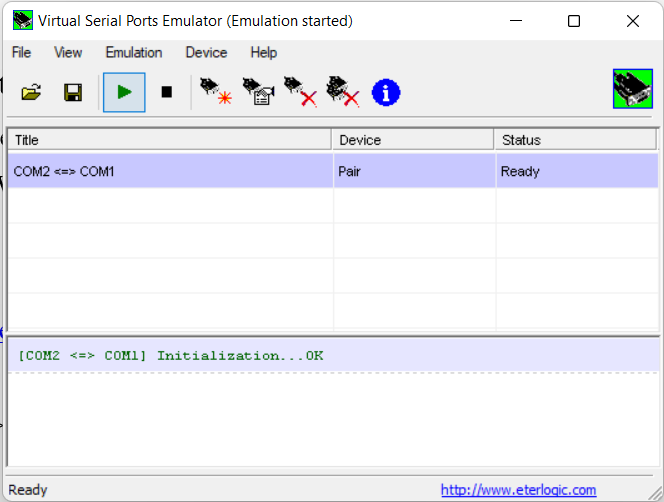 Virtual Serial Ports Emulator (Emulation started)
File View Emulation Device Help
Title Device Status
COM2 <=> COM1 Pair Ready
[COM2 <=> COM1] Initialization...OK
Ready http://www.eterlogic.com